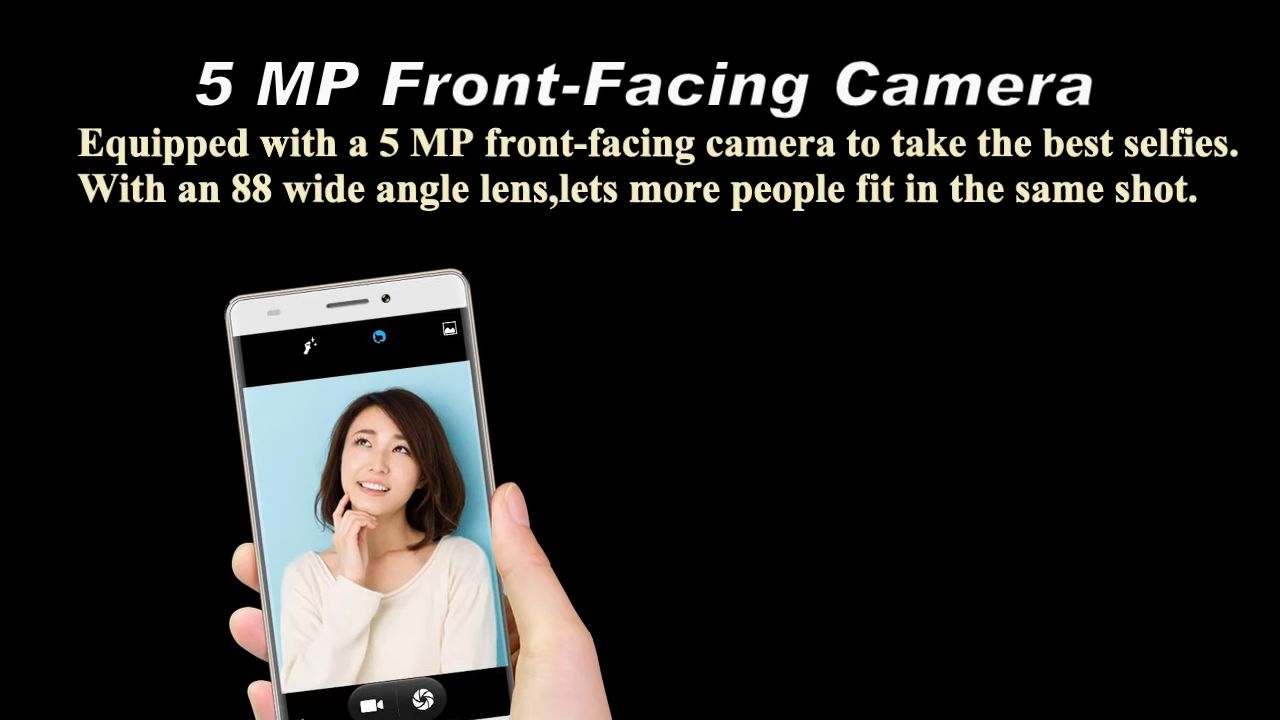 5 MP Front-Facing Camera
Equipped with a 5 MP front-facing camera to take the best selfies.
With an 88 wide angle lens,lets more people fit in the same shot.